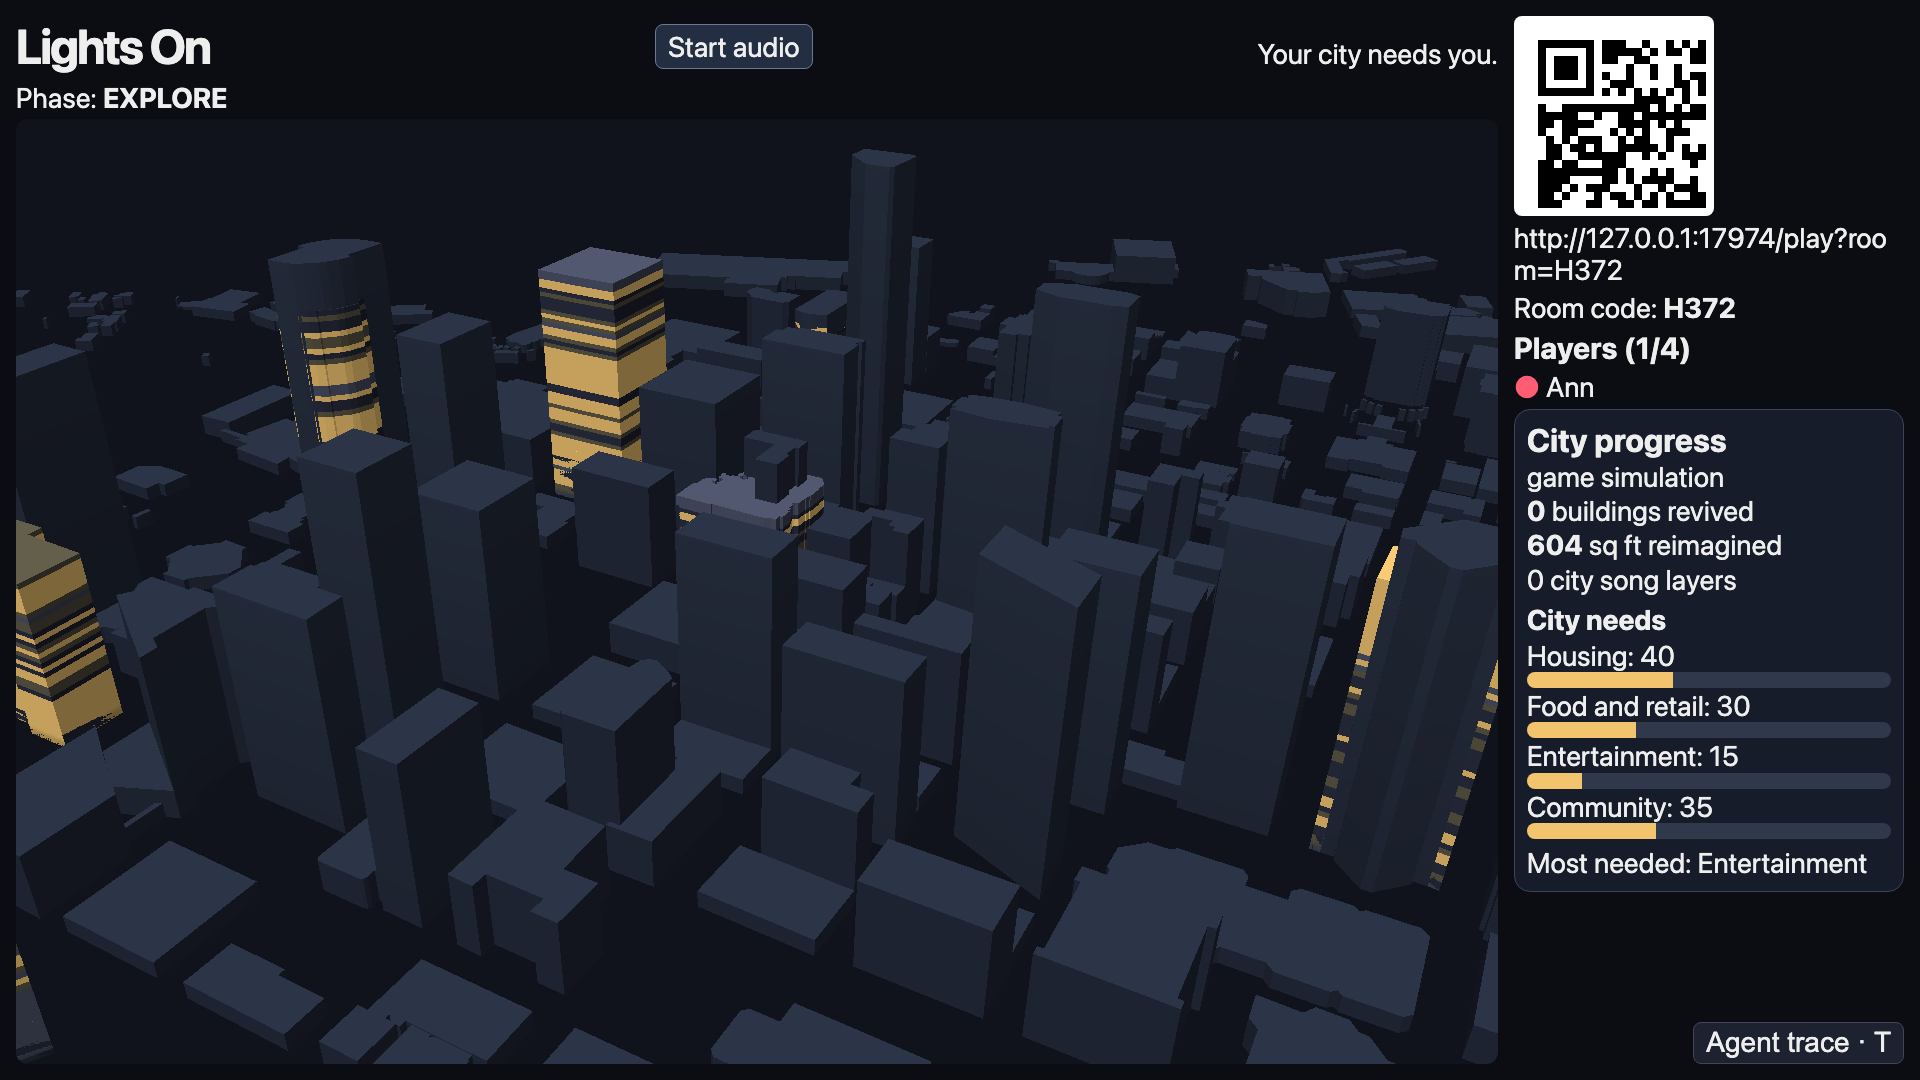 Lights On
Phase: EXPLORE
Start audio
Your city needs you.
http://127.0.0.1:17974/play?roo
m=H372
Room code: H372
Players (1/4)
Ann
City progress
game simulation
0 buildings revived
604 sq ft reimagined
0 city song layers
City needs
Housing: 40
Food and retail: 30
Entertainment: 15
Community: 35
Most needed: Entertainment
Agent trace · T